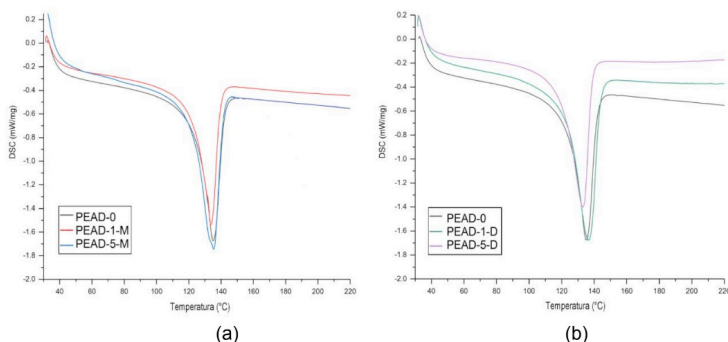 0.2
0.0
-0.2
-0.4
-0.6
-0.8
-1.0
-1.2
-1.4
-1.6
-1.8
-2.0
DSC (mW/mg)
PEAD-0
PEAD-1-M
PEAD-5-M
40 60 80 100 120 140 160 180 200 220
Temperatura (°C)
(a)
0.2
0.0
-0.2
-0.4
-0.6
-0.8
-1.0
-1.2
-1.4
-1.6
-1.8
-2.0
DSC (mW/mg)
PEAD-0
PEAD-1-D
PEAD-5-D
40 60 80 100 120 140 160 180 200 220
Temperatura (°C)
(b)